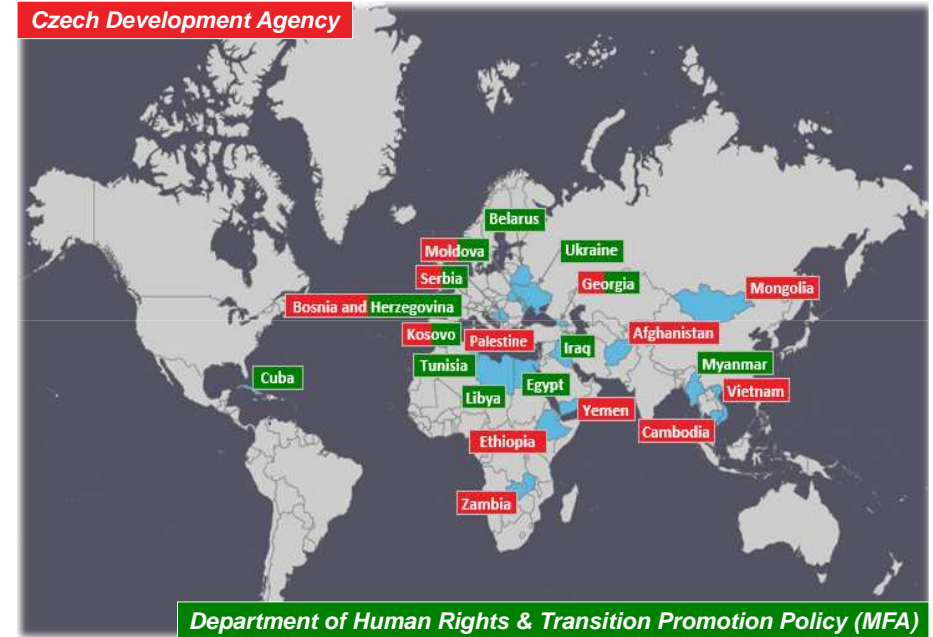 Czech Development Agency
Belarus
Moldova
Ukraine
Serbia
Georgia
Mongolia
Bosnia and Herzegovina
Kosovo
Palestine
Afghanistan
Iraq
Tunisia
Myanmar
Cuba
Egypt
Vietnam
Libya
Yemen
Cambodia
Ethiopia
Zambia
Department of Human Rights & Transition Promotion Policy (MFA)